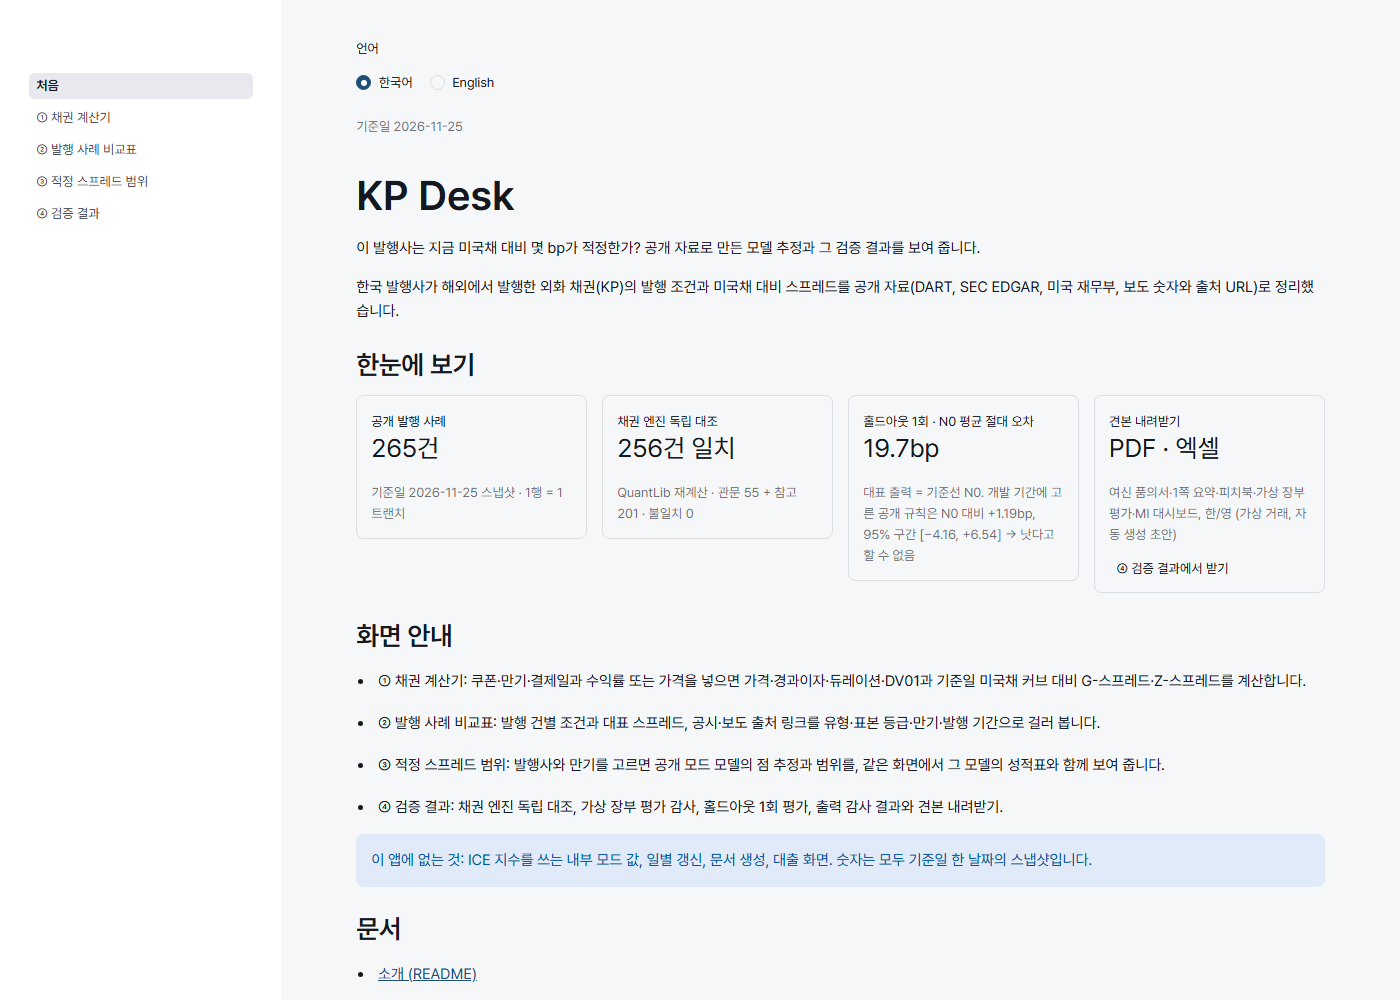 처음
① 채권 계산기
② 발행 사례 비교표
③ 적정 스프레드 범위
④ 검증 결과
언어
한국어
English
기준일 2026-11-25
KP Desk
이 발행사는 지금 미국채 대비 몇 bp가 적정한가? 공개 자료로 만든 모델 추정과 그 검증 결과를 보여 줍니다.
한국 발행사가 해외에서 발행한 외화 채권(KP)의 발행 조건과 미국채 대비 스프레드를 공개 자료(DART, SEC EDGAR, 미국 재무부, 보도 숫자와 출처 URL)로 정리했
습니다.
한눈에 보기
공개 발행 사례
265건
기준일 2026-11-25 스냅샷 · 1행 = 1
트랜치
채권 엔진 독립 대조
256건 일치
QuantLib 재계산 · 관문 55 + 참고
201 · 불일치 0
홀드아웃 1회 · N0 평균 절대 오차
19.7bp
대표 출력 = 기준선 N0. 개발 기간에 고
른 공개 규칙은 N0 대비 +1.19bp,
95% 구간 [−4.16, +6.54] → 낫다고
할 수 없음
견본 내려받기
PDF · 엑셀
여신 품의서·1쪽 요약·피치북·가상 장부
평가·MI 대시보드, 한/영 (가상 거래, 자
동 생성 초안)
④ 검증 결과에서 받기
화면 안내
① 채권 계산기: 쿠폰·만기·결제일과 수익률 또는 가격을 넣으면 가격·경과이자·듀레이션·DV01과 기준일 미국채 커브 대비 G-스프레드·Z-스프레드를 계산합니다.
② 발행 사례 비교표: 발행 건별 조건과 대표 스프레드, 공시·보도 출처 링크를 유형·표본 등급·만기·발행 기간으로 걸러 봅니다.
③ 적정 스프레드 범위: 발행사와 만기를 고르면 공개 모드 모델의 점 추정과 범위를, 같은 화면에서 그 모델의 성적표와 함께 보여 줍니다.
④ 검증 결과: 채권 엔진 독립 대조, 가상 장부 평가 감사, 홀드아웃 1회 평가, 출력 감사 결과와 견본 내려받기.
이 앱에 없는 것: ICE 지수를 쓰는 내부 모드 값, 일별 갱신, 문서 생성, 대출 화면. 숫자는 모두 기준일 한 날짜의 스냅샷입니다.
문서
소개 (README)